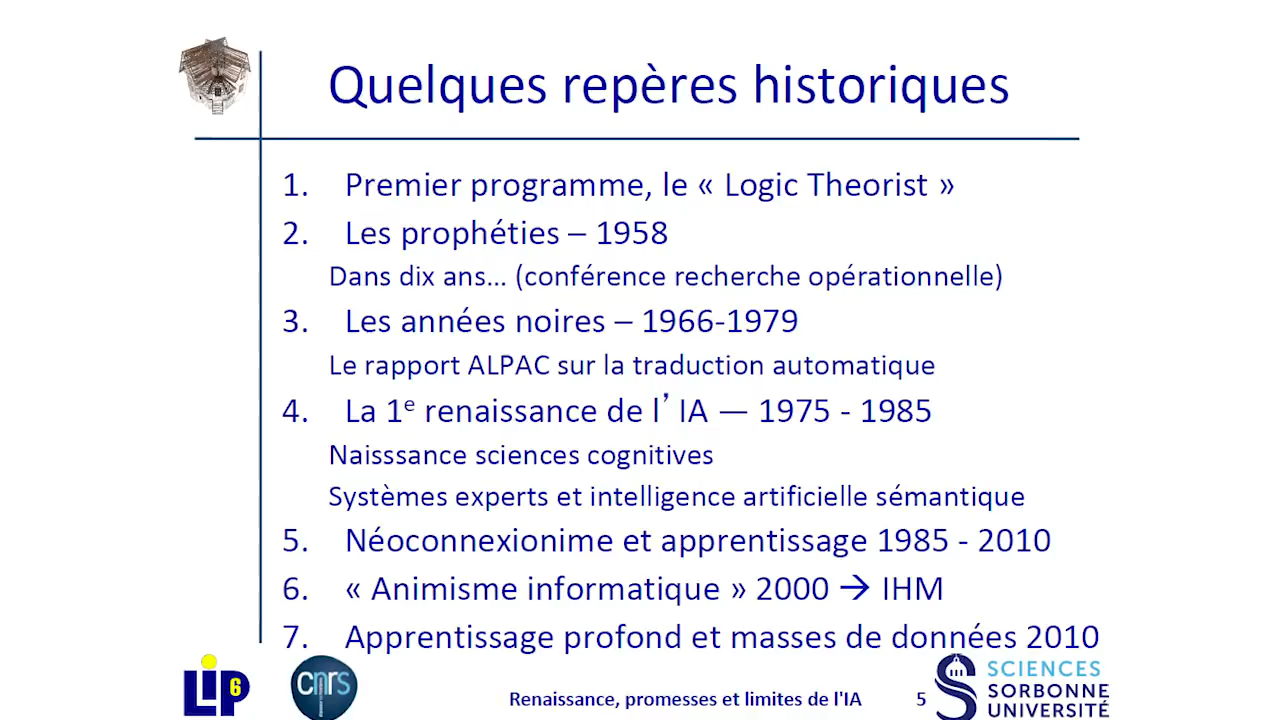 Quelques repères historiques
1. Premier programme, le « Logic Theorist »
2. Les prophéties – 1958
Dans dix ans... (conférence recherche opérationnelle)
3. Les années noires – 1966-1979
Le rapport ALPAC sur la traduction automatique
4. La 1e renaissance de l’ IA — 1975 - 1985
Naisssance sciences cognitives
Systèmes experts et intelligence artificielle sémantique
5. Néoconnexionime et apprentissage 1985 - 2010
6. « Animisme informatique » 2000 → IHM
7. Apprentissage profond et masses de données 2010
LIP 6
cnrs
Renaissance, promesses et limites de l'IA 5
SCIENCES
SORBONNE
UNIVERSITÉ